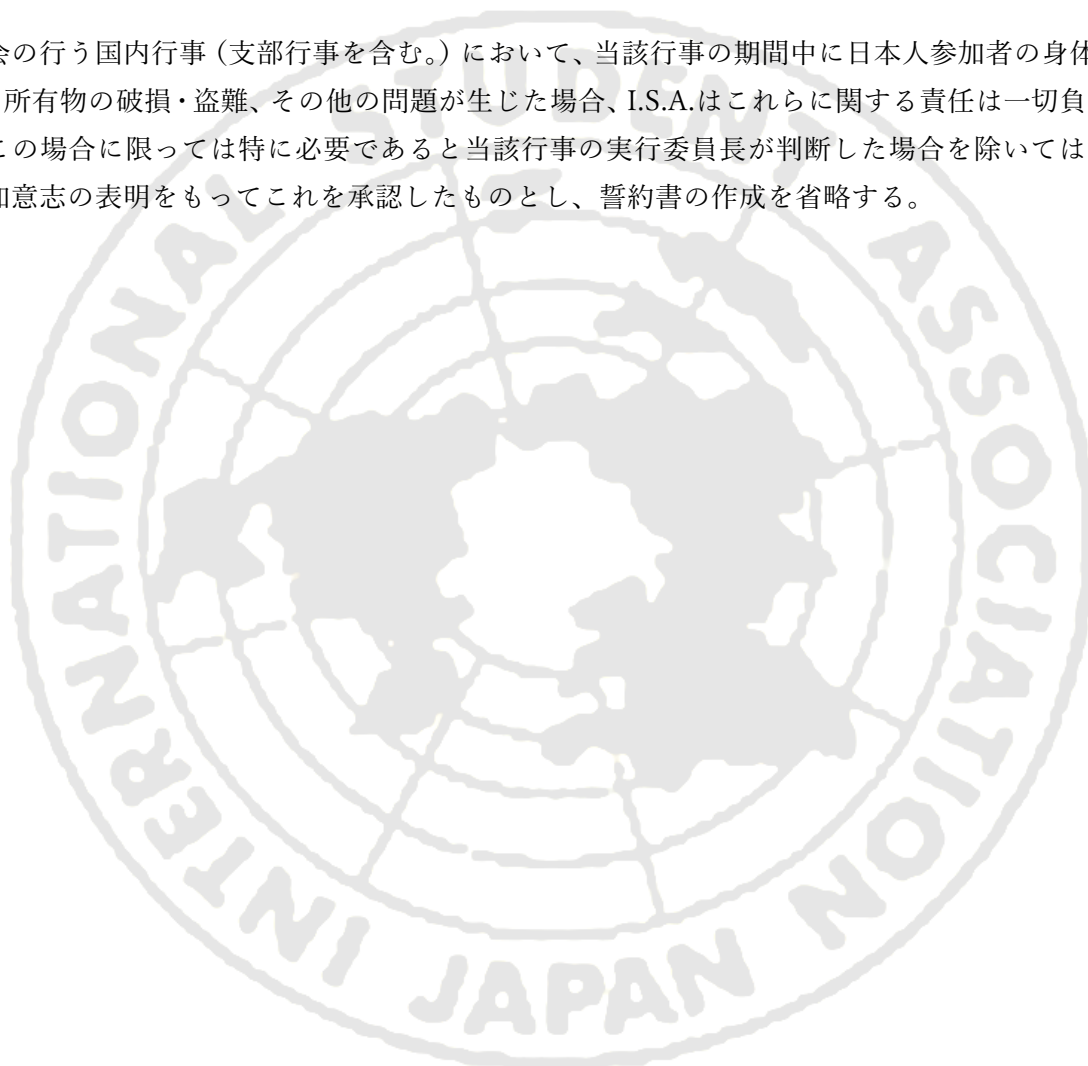 の行う国内行事（支部行事を含む。）において、当該行事の期間中に日本人参加者の身体
所有物の破損・盗難、その他の問題が生じた場合、I.S.A.はこれらに関する責任は一切負
この場合に限っては特に必要であると当該行事の実行委員長が判断した場合を除いては
意志の表明をもってこれを承認したものとし、誓約書の作成を省略する。
INTERNATIONAL STUDENT ASSOCIATION
JAPAN